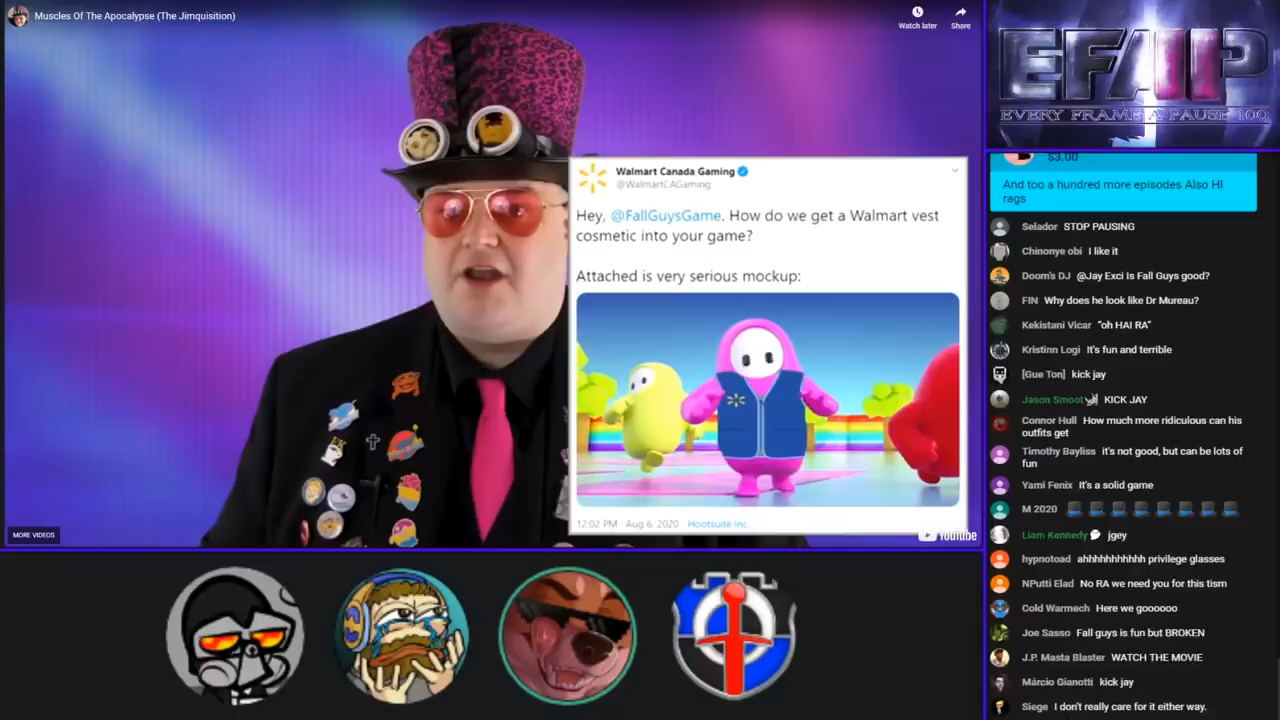 Muscles Of The Apocalypse (The Jimquisition)
Watch later
Share
Walmart Canada Gaming
@WalmartCAGaming
Hey, @FallGuysGame. How do we get a Walmart vest
cosmetic into your game?
Attached is very serious mockup:
12:02 PM Aug 6, 2020 Hootsuite Inc.
MORE VIDEOS
YouTube
EFAP
EVERY FRAME A PAUSE 100
$3.00
And too a hundred more episodes Also HI
rags
Selador STOP PAUSING
Chinonye obi I like it
Doom's DJ @Jay Exci Is Fall Guys good?
FIN Why does he look like Dr Mureau?
Kekistani Vicar "oh HAI RA"
Kristinn Logi It's fun and terrible
[Gue Ton] kick jay
Jason Smoot KICK JAY
Connor Hull How much more ridiculous can his
outfits get
Timothy Bayliss it's not good, but can be lots of
fun
Yami Fenix It's a solid game
M 2020
Liam Kennedy jgey
hypnotoad ahhhhhhhhhhh privilege glasses
NPutti Elad No RA we need you for this tism
Cold Warmech Here we goooooo
Joe Sasso Fall guys is fun but BROKEN
J.P. Masta Blaster WATCH THE MOVIE
Márcio Gianotti kick jay
Siege I don't really care for it either way.